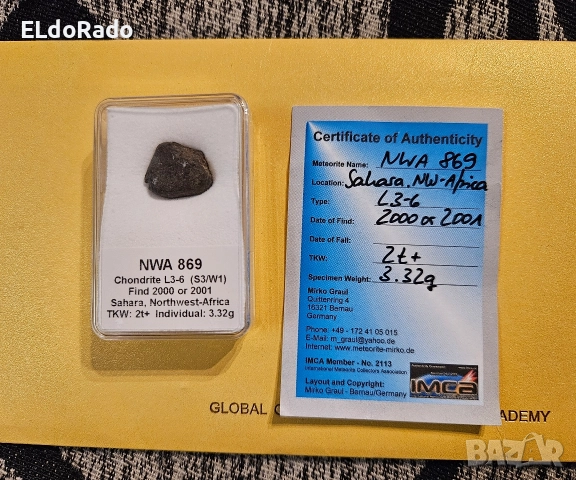 ELdoRado
NWA 869
Chondrite L3-6 (S3/W1)
Find 2000 or 2001
Sahara, Northwest-Africa
TKW: 2t+ Individual: 3.32g
Certificate of Authenticity
Meteorite Name: NWA 869
Location: Sahara, NW-Africa
Type: L3-6
Date of Find: 2000 or 2001
Date of Fall:
TKW: 2t+
Specimen Weight: 3.32g
Mirko Graul
Quittenring 4
16321 Bernau
Germany
Phone: +49 - 172 41 05 015
E-Mail: m_graul@yahoo.de
Internet: www.meteorite-mirko.de
IMCA Member - No. 2113
International Meteorite Collectors Association
IMCA
Layout and Copyright:
Mirko Graul - Bernau/Germany
GLOBAL
BAZAR